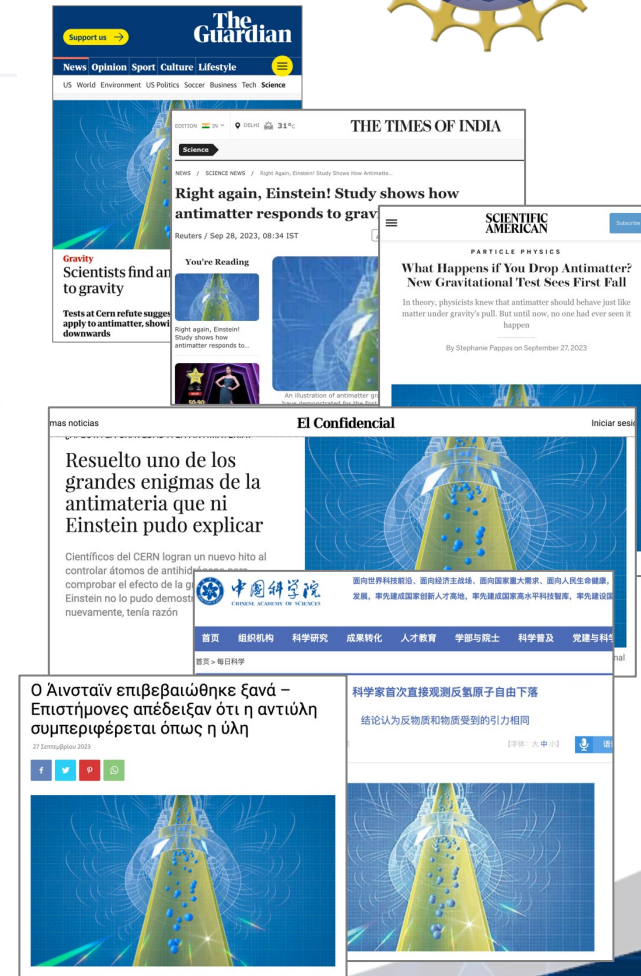 Support us →
The
Guardian
News Opinion Sport Culture Lifestyle
US World Environment US Politics Soccer Business Tech Science
Gravity
Scientists find an
to gravity
Tests at Cern refute sugges
apply to antimatter, showi
downwards
EDITION IN DELHI 31°C
THE TIMES OF INDIA
Science
NEWS / SCIENCE NEWS / Right Again, Einstein! Study Shows How Antimatte...
Right again, Einstein! Study shows how
antimatter responds to grav
Reuters / Sep 28, 2023, 08:34 IST
You're Reading
Right again, Einstein!
Study shows how
antimatter responds to...
An illustration of antimatter gr
have demonstrated for the first
50-90
SCIENTIFIC
AMERICAN
Subscribe
PARTICLE PHYSICS
What Happens if You Drop Antimatter?
New Gravitational Test Sees First Fall
In theory, physicists knew that antimatter should behave just like
matter under gravity's pull. But until now, no one had ever seen it
happen
By Stephanie Pappas on September 27, 2023
mas noticias
El Confidencial
Iniciar sesió
Resuelto uno de los
grandes enigmas de la
antimateria que ni
Einstein pudo explicar
Científicos del CERN logran un nuevo hito al
controlar átomos de antihidrógeno para
comprobar el efecto de la gr
Einstein no lo pudo demostr
nuevamente, tenía razón
中国科学院
CHINESE ACADEMY OF SCIENCES
面向世界科技前沿、面向经济主战场、面向国家重大需求、面向人民生命健康,
发展,率先建成国家创新人才高地,率先建成国家高水平科技智库,率先建设国
首页 组织机构 科学研究 成果转化 人才教育 学部与院士 科学普及 党建与科学
首页 > 每日科学
nal
科学家首次直接观测反氢原子自由下落
结论认为反物质和物质受到的引力相同
【字体:大 中 小】
语
Ο Άινσταϊν επιβεβαιώθηκε ξανά –
Επιστήμονες απέδειξαν ότι η αντιύλη
συμπεριφέρεται όπως η ύλη
27 Σεπτεμβρίου 2023